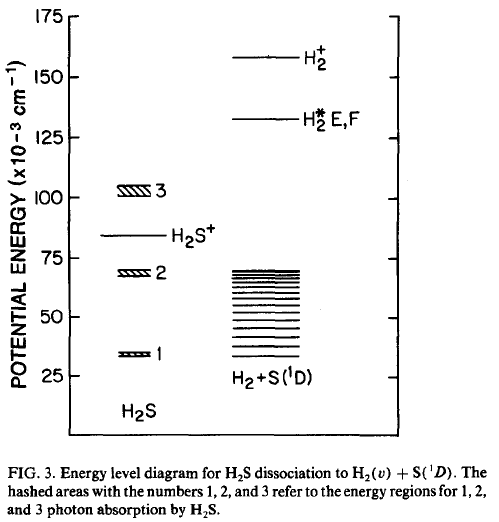 175
150
125
100
75
50
25
POTENTIAL ENERGY (x10⁻³ cm⁻¹)
H₂⁺
H₂* E,F
3
H₂S⁺
2
1
H₂+S(¹D)
H₂S
FIG. 3. Energy level diagram for H₂S dissociation to H₂(v) + S(¹D). The
hashed areas with the numbers 1, 2, and 3 refer to the energy regions for 1, 2,
and 3 photon absorption by H₂S.